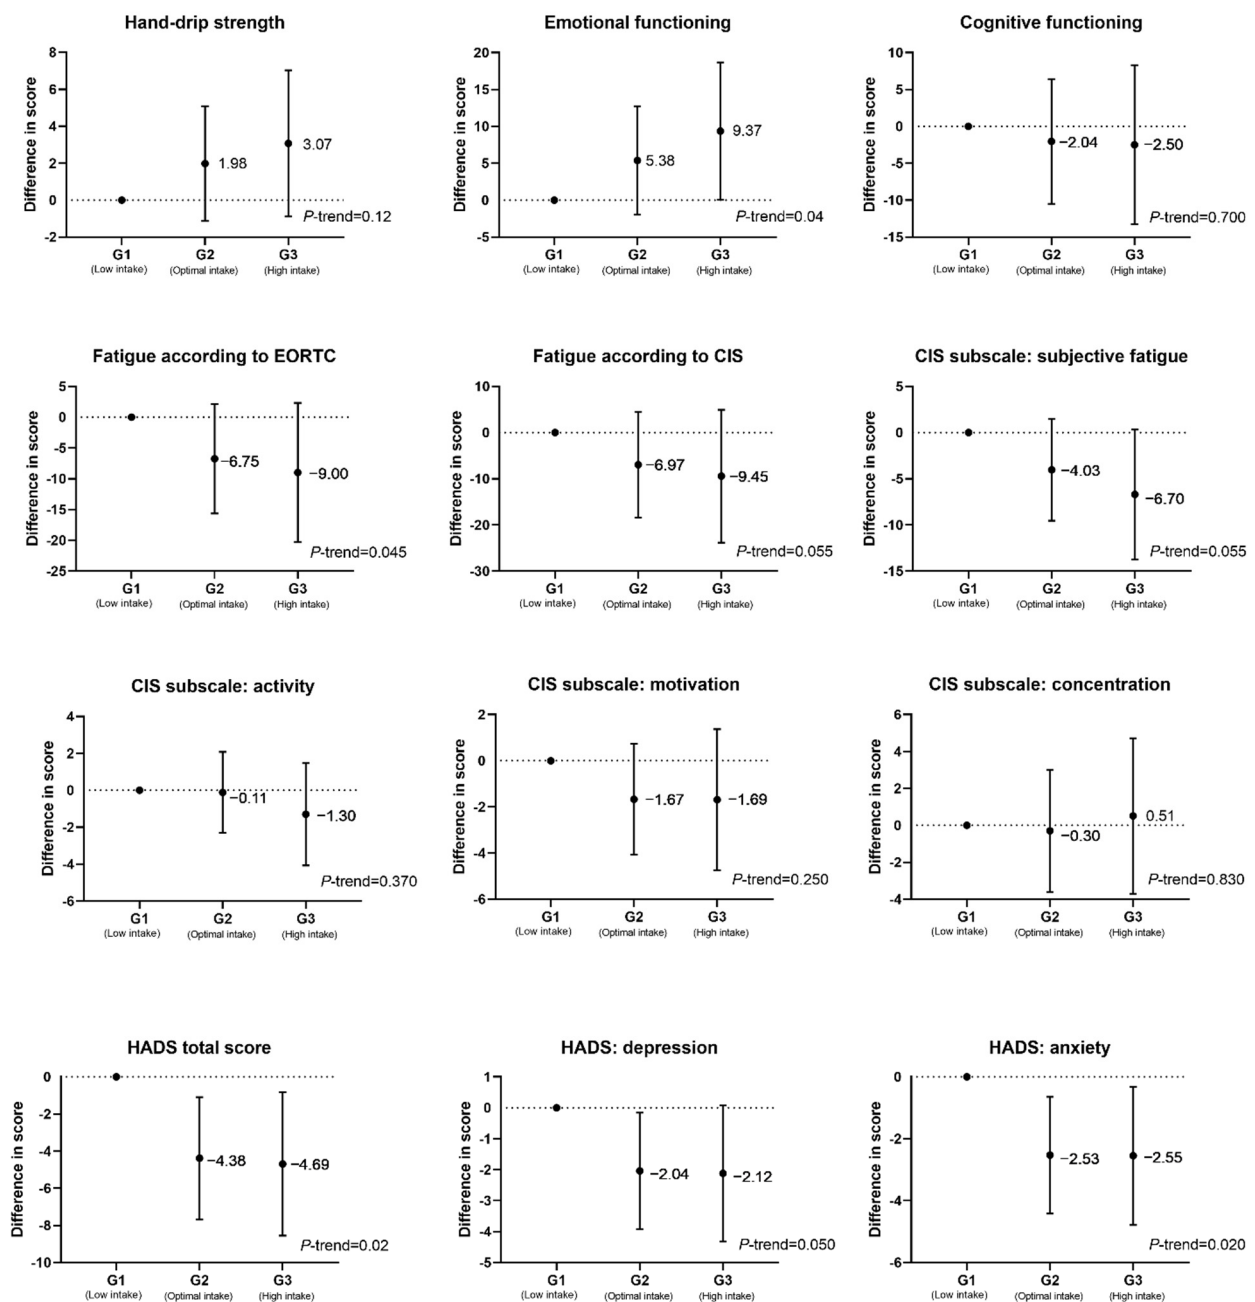 Hand-drip strength
Difference in score
8
6
4
2
0
-2
1.98
3.07
P-trend=0.12
G1 G2 G3
(Low intake) (Optimal intake) (High intake)
Emotional functioning
Difference in score
20
15
10
5
0
-5
5.38
9.37
P-trend=0.04
G1 G2 G3
(Low intake) (Optimal intake) (High intake)
Cognitive functioning
Difference in score
10
5
0
-5
-10
-15
−2.04
−2.50
P-trend=0.700
G1 G2 G3
(Low intake) (Optimal intake) (High intake)
Fatigue according to EORTC
Difference in score
5
0
-5
-10
-15
-20
-25
−6.75
−9.00
P-trend=0.045
G1 G2 G3
(Low intake) (Optimal intake) (High intake)
Fatigue according to CIS
Difference in score
10
0
-10
-20
-30
−6.97
−9.45
P-trend=0.055
G1 G2 G3
(Low intake) (Optimal intake) (High intake)
CIS subscale: subjective fatigue
Difference in score
5
0
-5
-10
-15
−4.03
−6.70
P-trend=0.055
G1 G2 G3
(Low intake) (Optimal intake) (High intake)
CIS subscale: activity
Difference in score
4
2
0
-2
-4
-6
−0.11
−1.30
P-trend=0.370
G1 G2 G3
(Low intake) (Optimal intake) (High intake)
CIS subscale: motivation
Difference in score
2
0
-2
-4
-6
−1.67
−1.69
P-trend=0.250
G1 G2 G3
(Low intake) (Optimal intake) (High intake)
CIS subscale: concentration
Difference in score
6
4
2
0
-2
-4
−0.30
0.51
P-trend=0.830
G1 G2 G3
(Low intake) (Optimal intake) (High intake)
HADS total score
Difference in score
0
-2
-4
-6
-8
-10
−4.38
−4.69
P-trend=0.02
G1 G2 G3
(Low intake) (Optimal intake) (High intake)
HADS: depression
Difference in score
1
0
-1
-2
-3
-4
-5
−2.04
−2.12
P-trend=0.050
G1 G2 G3
(Low intake) (Optimal intake) (High intake)
HADS: anxiety
Difference in score
0
-2
-4
-6
−2.53
−2.55
P-trend=0.020
G1 G2 G3
(Low intake) (Optimal intake) (High intake)